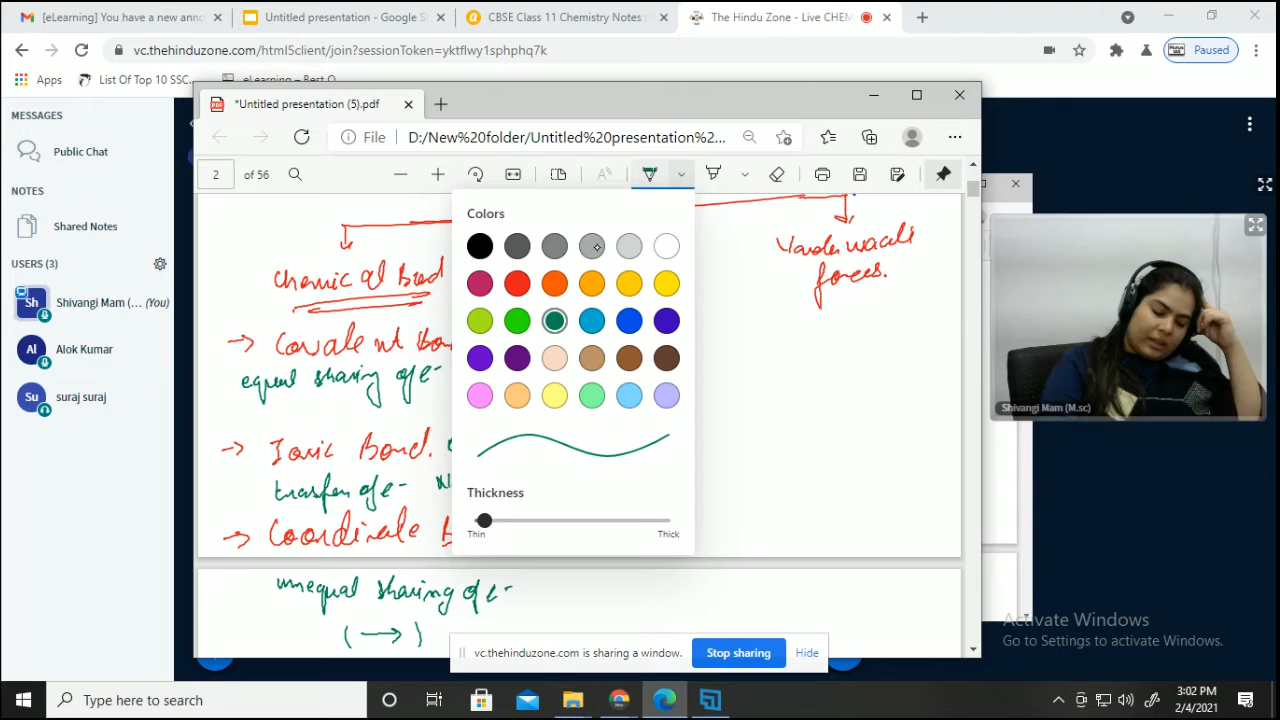 [eLearning] You have a new anno
Untitled presentation - Google S
CBSE Class 11 Chemistry Notes
The Hindu Zone - Live CHEM
vc.thehinduzone.com/html5client/join?sessionToken=yktflwy1sphphq7k
Paused
Apps
List Of Top 10 SSC...
eLearning – Best O
MESSAGES
Public Chat
NOTES
Shared Notes
USERS (3)
Sh
Shivangi Mam (... (You)
Al
Alok Kumar
Su
suraj suraj
*Untitled presentation (5).pdf
File
D:/New%20folder/Untitled%20presentation%2...
2
of 56
Colors
Thickness
Thin
Thick
Chemical Bond
Vanderwaals
forces.
→ Covalent Bon
equal sharing of e-
→ Ionic Bond.
transfer of e-
→ Coordinate B
unequal sharing of e-
( → )
Shivangi Mam (M.sc)
vc.thehinduzone.com is sharing a window.
Stop sharing
Hide
Activate Windows
Go to Settings to activate Windows.
Type here to search
3:02 PM
2/4/2021